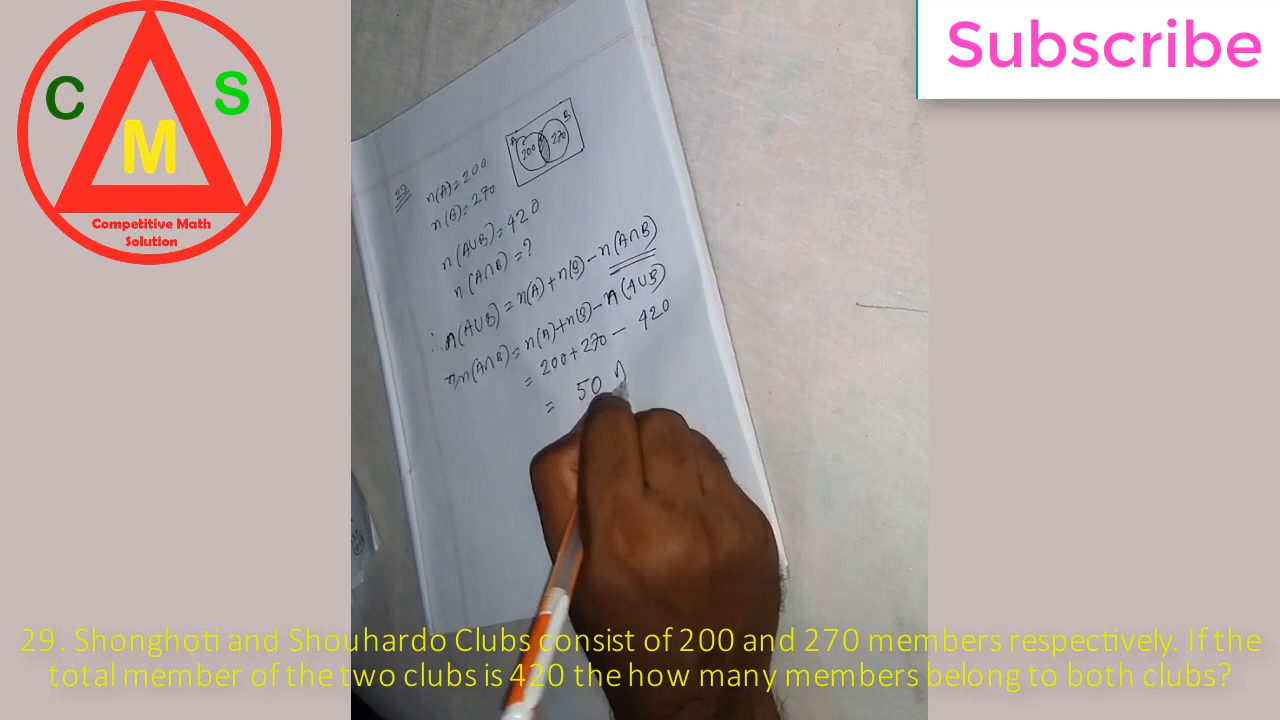 C
S
M
Competitive Math
Solution
Subscribe
29
n(A)=200
n(B)=270
n(A∪B)=420
n(A∩B)=?
A
B
200
270
∴n(A∪B)=n(A)+n(B)-n(A∩B)
n(A∩B)=n(A)+n(B)-n(A∪B)
=200+270-420
= 50
29. Shonghoti and Shouhardo Clubs consist of 200 and 270 members respectively. If the
total member of the two clubs is 420 the how many members belong to both clubs?